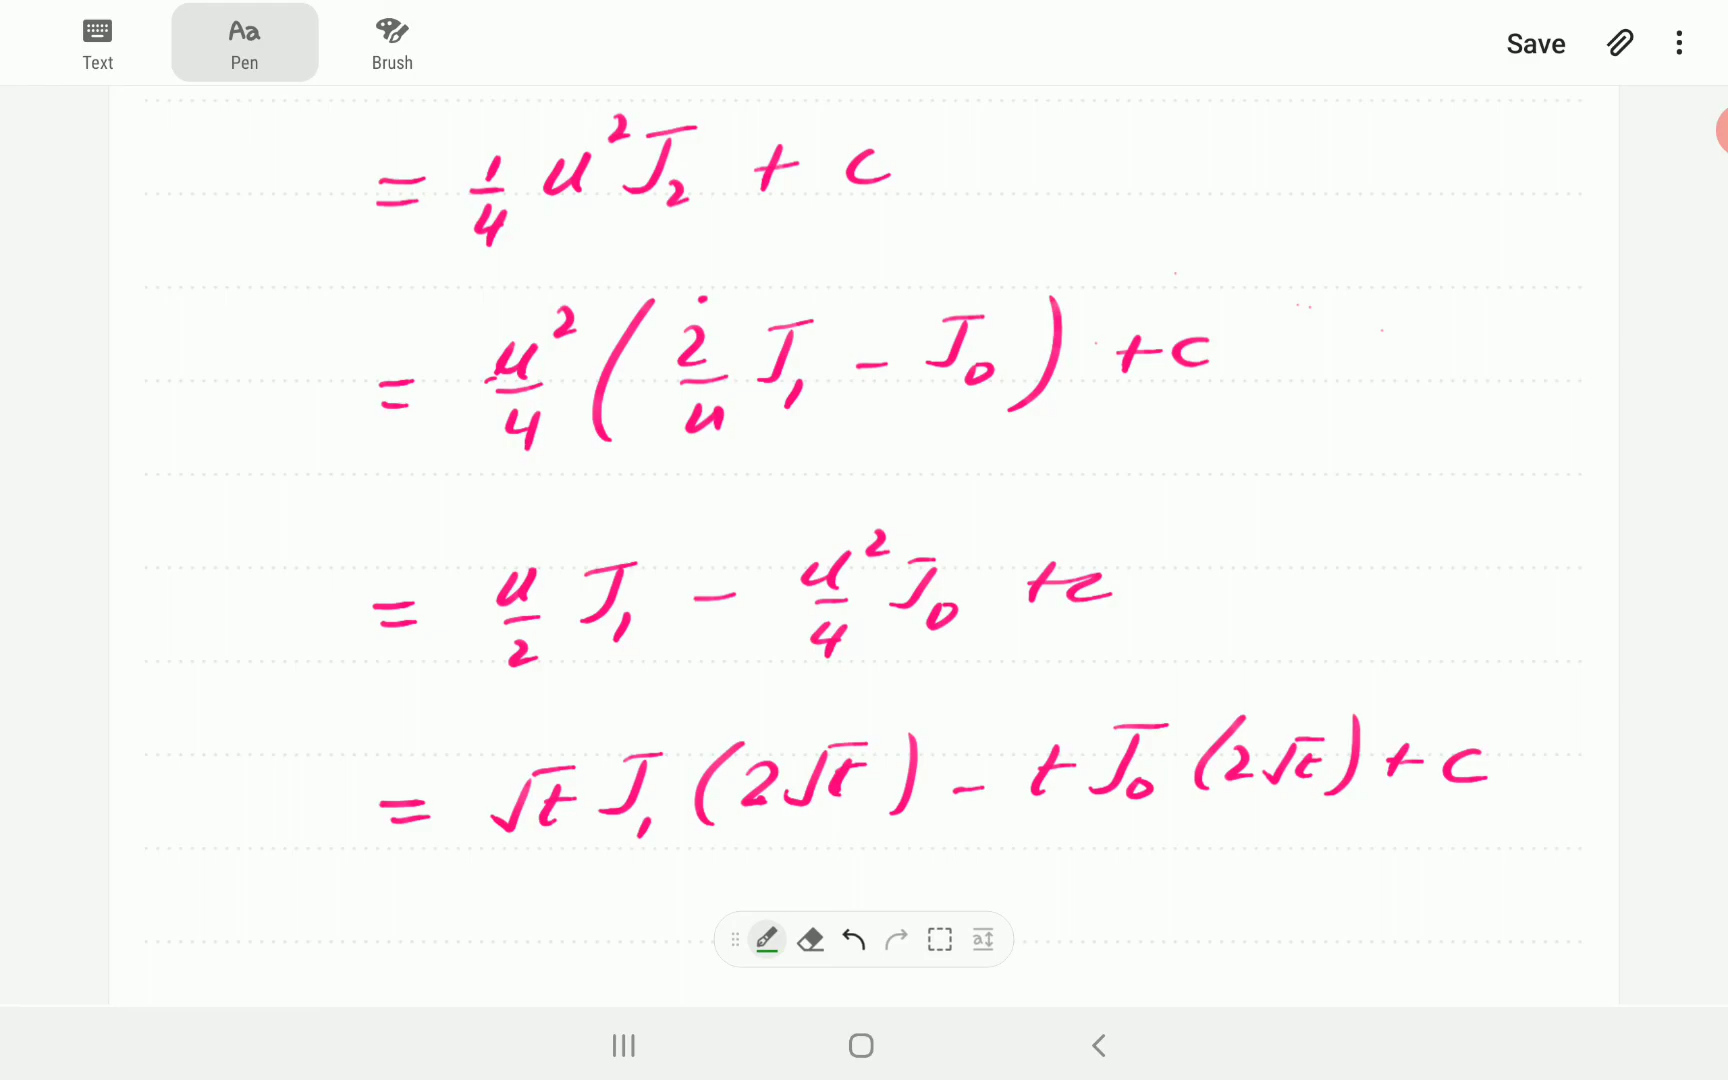 Text Aa Pen Brush Save
= 1/4 u² J₂ + c
= u²/4 ( 2/u J₁ - J₀ ) + c
= u/2 J₁ - u²/4 J₀ + c
= √t J₁ (2√t) - t J₀ (2√t) + c